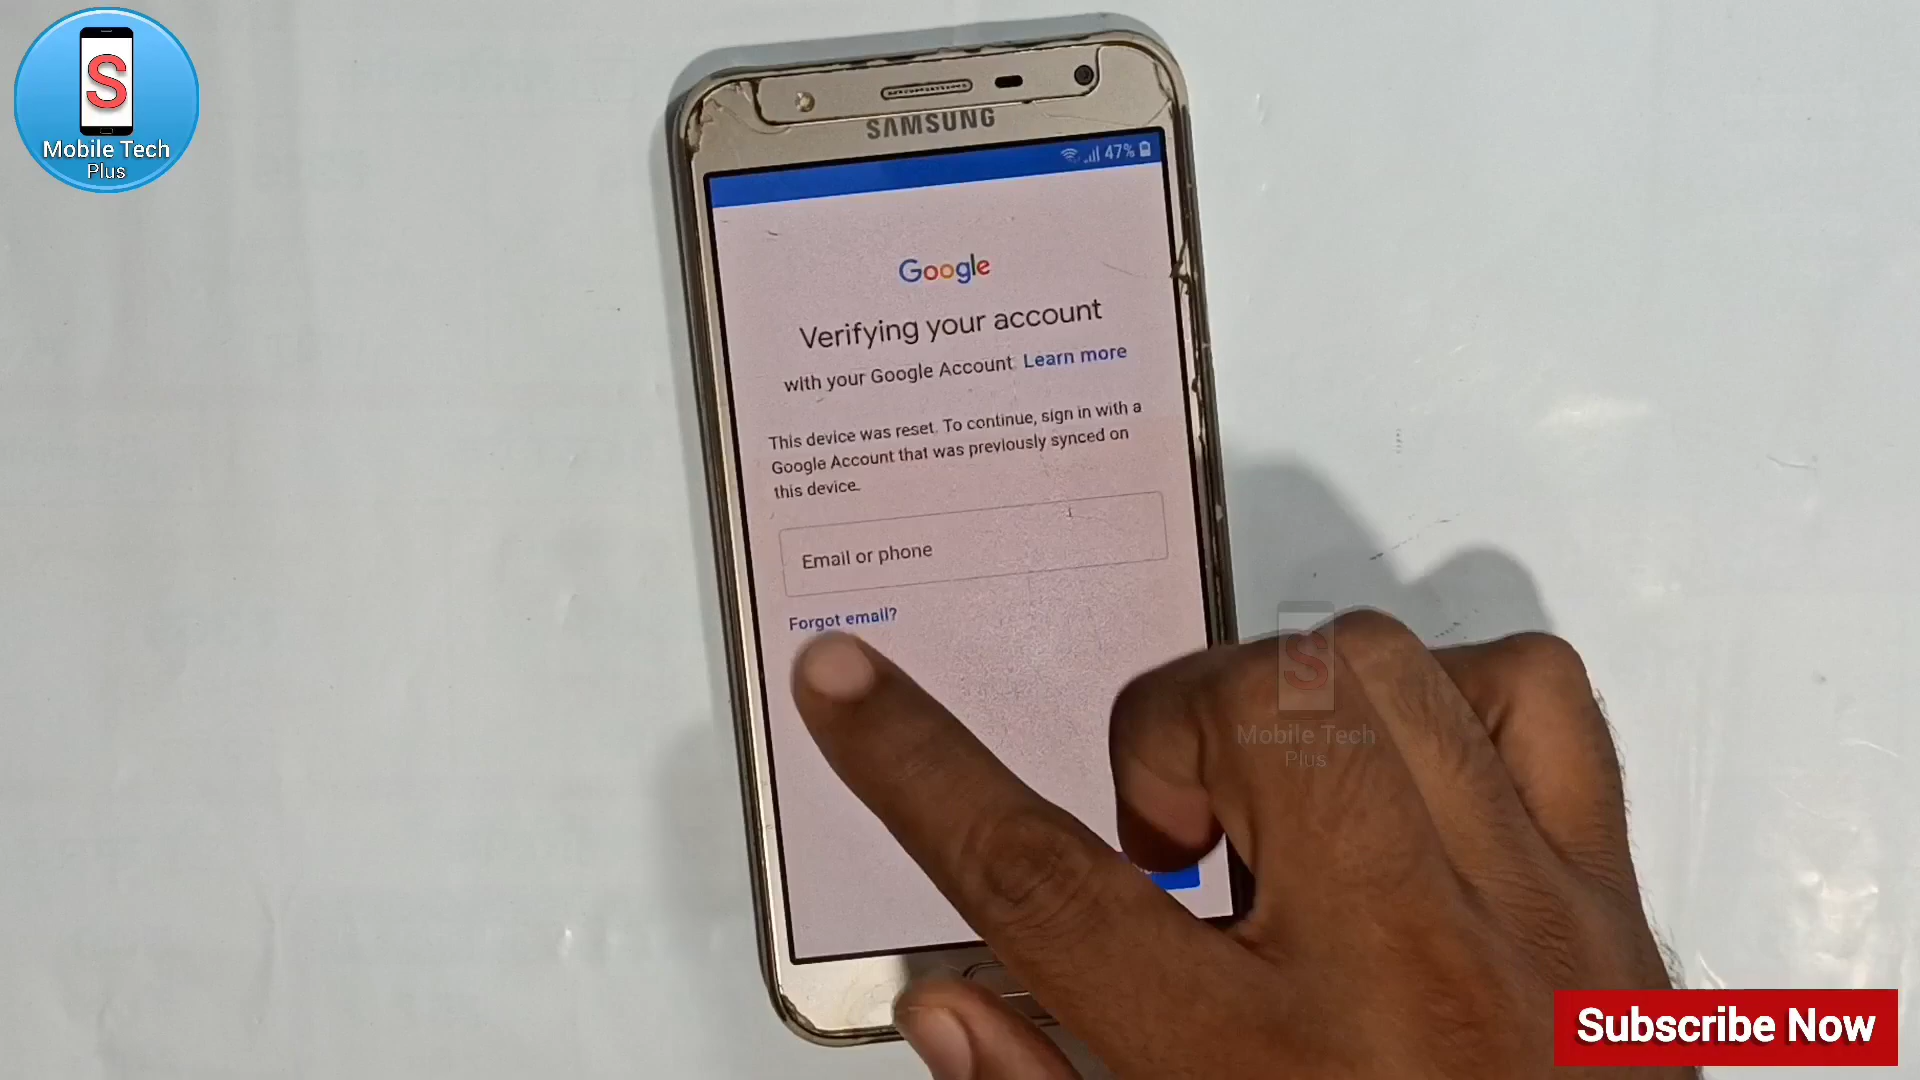 S
Mobile Tech
Plus
SAMSUNG
47%
Google
Verifying your account
with your Google Account Learn more
This device was reset. To continue, sign in with a
Google Account that was previously synced on
this device.
Email or phone
Forgot email?
S
Mobile Tech
Plus
Subscribe Now